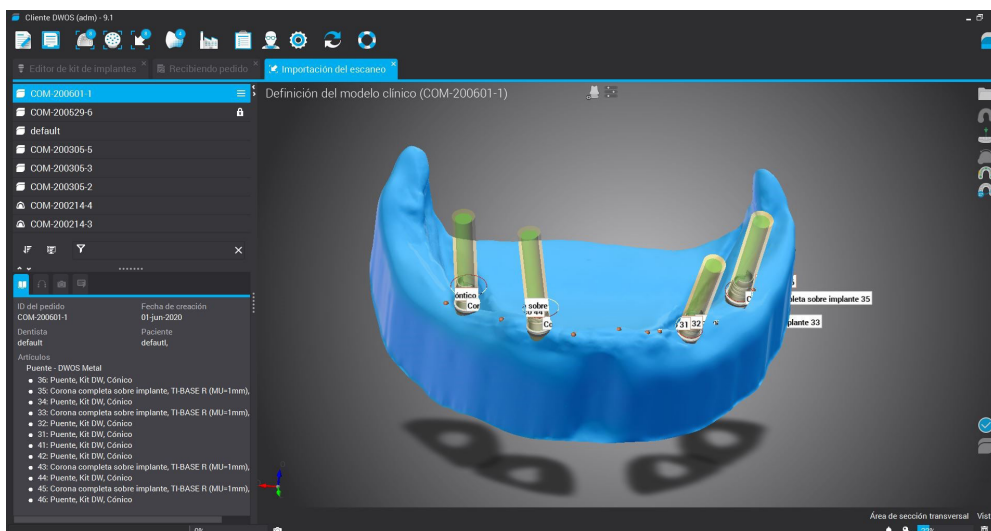 Cliente DWOS (adm) - 9.1
Editor de kit de implantes
Recibiendo pedido
Importación del escaneo
COM-200601-1
COM-200529-6
default
COM-200305-5
COM-200305-3
COM-200305-2
COM-200214-4
COM-200214-3
ID del pedido
Fecha de creación
COM-200601-1
01-jun-2020
Dentista
Paciente
default
defautl,
Artículos
Puente - DWOS Metal
36: Puente, Kit DW, Cónico
35: Corona completa sobre implante, TI-BASE R (MU=1mm),
34: Puente, Kit DW, Cónico
33: Corona completa sobre implante, TI-BASE R (MU=1mm),
32: Puente, Kit DW, Cónico
31: Puente, Kit DW, Cónico
41: Puente, Kit DW, Cónico
42: Puente, Kit DW, Cónico
43: Corona completa sobre implante, TI-BASE R (MU=1mm),
44: Puente, Kit DW, Cónico
45: Corona completa sobre implante, TI-BASE R (MU=1mm),
46: Puente, Kit DW, Cónico
0%
Definición del modelo clínico (COM-200601-1)
óntico
Cor
sobre
44
Co
31
32
C
pleta sobre implante 35
plante 33
Área de sección transversal
Vist